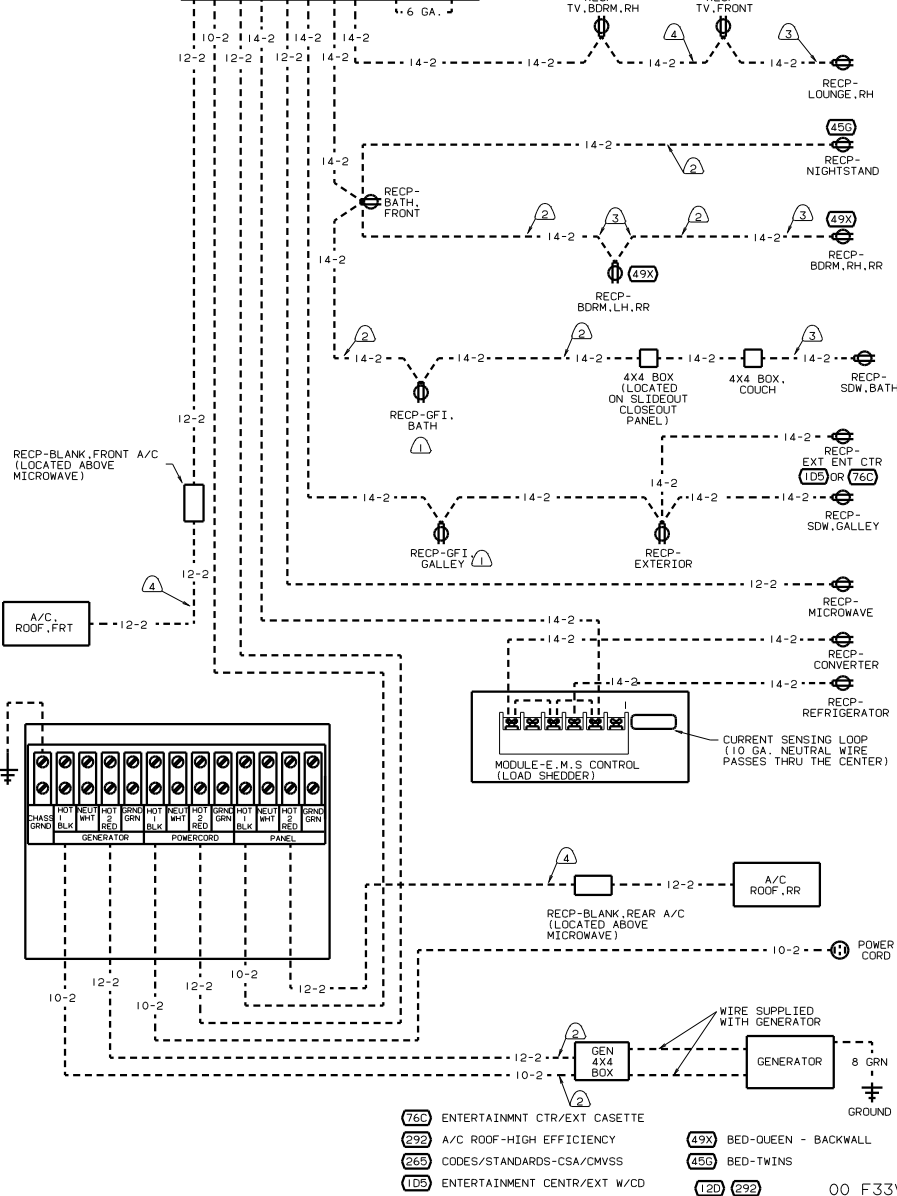 6 GA.
RECP-
TV,BDRM,RH
RECP-
TV,FRONT
10-2 14-2 14-2 14-2
12-2 12-2 12-2 14-2
4
3
14-2 14-2 14-2 14-2
RECP-
LOUNGE,RH
45G
14-2
2
RECP-
NIGHTSTAND
14-2
RECP-
BATH,
FRONT
2 3 2 3
49X
14-2 14-2 14-2
RECP-
BDRM,RH,RR
14-2
49X
RECP-
BDRM,LH,RR
2 2 3
14-2 14-2 14-2 14-2 14-2
4X4 BOX
(LOCATED
ON SLIDEOUT
CLOSEOUT
PANEL)
4X4 BOX,
COUCH
RECP-
SDW,BATH
RECP-GFI,
BATH
1
12-2
14-2
RECP-
EXT ENT CTR
1D5 OR 76C
RECP-BLANK,FRONT A/C
(LOCATED ABOVE
MICROWAVE)
14-2
14-2 14-2 14-2 14-2
RECP-
SDW,GALLEY
RECP-GFI,
GALLEY
1
RECP-
EXTERIOR
12-2
4
12-2
RECP-
MICROWAVE
A/C,
ROOF,FRT
12-2
14-2
14-2 14-2
RECP-
CONVERTER
14-2 14-2
RECP-
REFRIGERATOR
CURRENT SENSING LOOP
(10 GA. NEUTRAL WIRE
PASSES THRU THE CENTER)
MODULE-E.M.S CONTROL
(LOAD SHEDDER)
CHASS
GRND
HOT
1
BLK
NEUT
WHT
HOT
2
RED
GRND
GRN
HOT
1
BLK
NEUT
WHT
HOT
2
RED
GRND
GRN
HOT
1
BLK
NEUT
WHT
HOT
2
RED
GRND
GRN
GENERATOR POWERCORD PANEL
4
12-2
A/C
ROOF,RR
RECP-BLANK,REAR A/C
(LOCATED ABOVE
MICROWAVE)
10-2
POWER
CORD
10-2 12-2 10-2 12-2 10-2 12-2
WIRE SUPPLIED
WITH GENERATOR
2
12-2
10-2
2
GEN
4X4
BOX
GENERATOR
8 GRN
GROUND
76C ENTERTAINMNT CTR/EXT CASETTE
292 A/C ROOF-HIGH EFFICIENCY
49X BED-QUEEN - BACKWALL
265 CODES/STANDARDS-CSA/CMVSS
45G BED-TWINS
1D5 ENTERTAINMENT CENTR/EXT W/CD
12D 292
00 F33